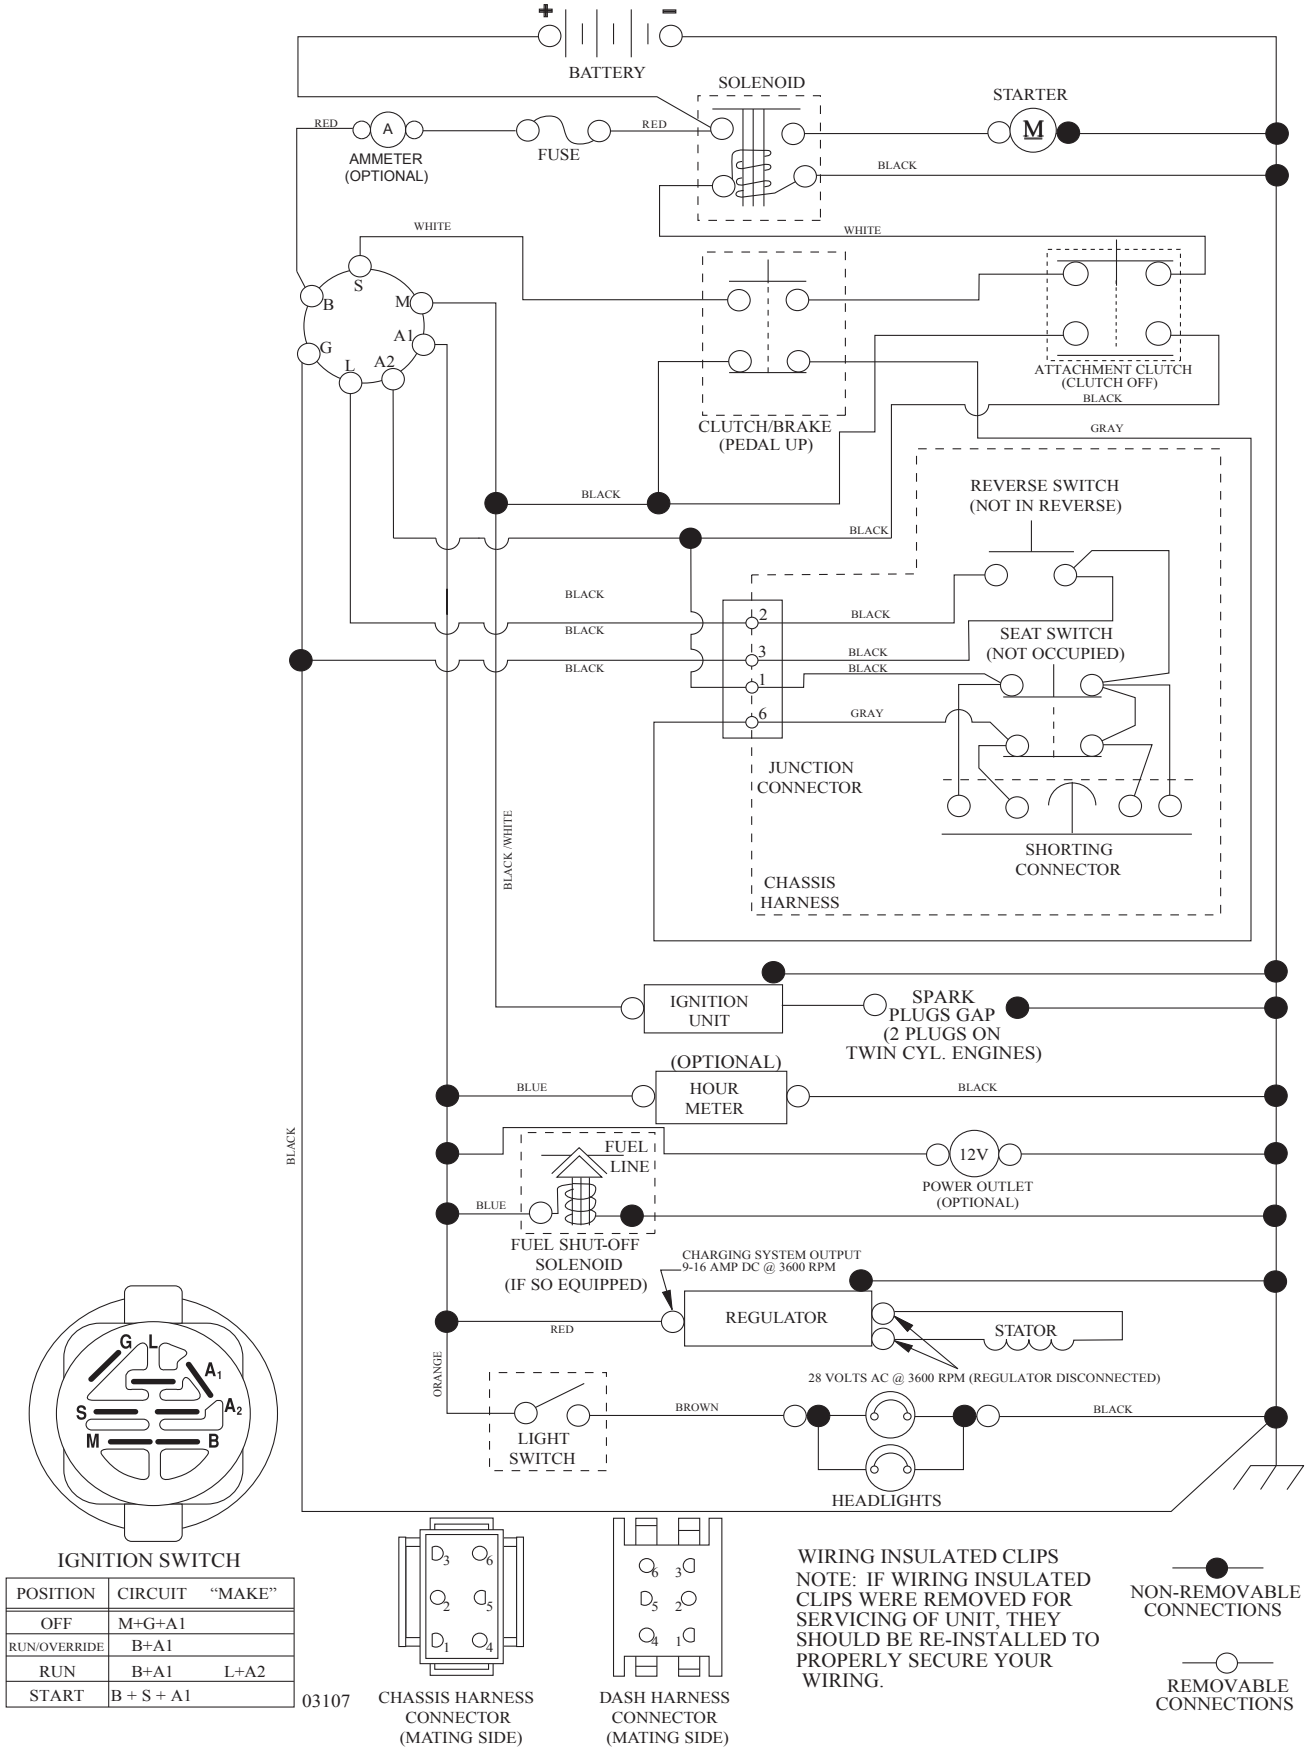 + −
BATTERY
SOLENOID
STARTER
RED
A
RED
M
AMMETER
(OPTIONAL)
FUSE
BLACK
WHITE
WHITE
S
B
M
A1
G
L
A2
ATTACHMENT CLUTCH
(CLUTCH OFF)
BLACK
CLUTCH/BRAKE
(PEDAL UP)
GRAY
REVERSE SWITCH
(NOT IN REVERSE)
BLACK
BLACK
BLACK
2
BLACK
BLACK
SEAT SWITCH
(NOT OCCUPIED)
3
BLACK
BLACK
BLACK
1
6
GRAY
JUNCTION
CONNECTOR
BLACK /WHITE
SHORTING
CONNECTOR
CHASSIS
HARNESS
IGNITION
UNIT
SPARK
PLUGS GAP
(2 PLUGS ON
TWIN CYL. ENGINES)
(OPTIONAL)
BLUE
HOUR
METER
BLACK
BLACK
FUEL
LINE
12V
POWER OUTLET
(OPTIONAL)
BLUE
FUEL SHUT-OFF
SOLENOID
(IF SO EQUIPPED)
CHARGING SYSTEM OUTPUT
9-16 AMP DC @ 3600 RPM
REGULATOR
RED
STATOR
28 VOLTS AC @ 3600 RPM (REGULATOR DISCONNECTED)
ORANGE
BROWN
BLACK
LIGHT
SWITCH
HEADLIGHTS
G L
A1
S
A2
M
B
IGNITION SWITCH
POSITION CIRCUIT “MAKE”
OFF M+G+A1
RUN/OVERRIDE B+A1
RUN B+A1 L+A2
START B + S + A1
03107
3 6
2 5
1 4
CHASSIS HARNESS
CONNECTOR
(MATING SIDE)
6 3
5 2
4 1
DASH HARNESS
CONNECTOR
(MATING SIDE)
WIRING INSULATED CLIPS
NOTE: IF WIRING INSULATED
CLIPS WERE REMOVED FOR
SERVICING OF UNIT, THEY
SHOULD BE RE-INSTALLED TO
PROPERLY SECURE YOUR
WIRING.
NON-REMOVABLE
CONNECTIONS
REMOVABLE
CONNECTIONS